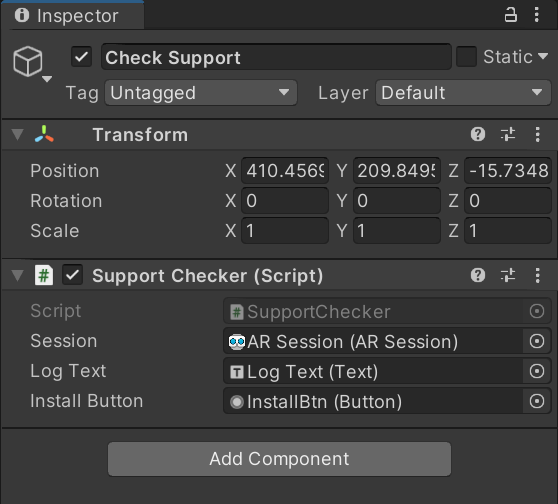 Inspector
Check Support
Static
Tag Untagged Layer Default
Transform
Position X 410.4569 Y 209.8495 Z -15.7348
Rotation X 0 Y 0 Z 0
Scale X 1 Y 1 Z 1
# Support Checker (Script)
Script # SupportChecker
Session AR Session (AR Session)
Log Text T Log Text (Text)
Install Button InstallBtn (Button)
Add Component